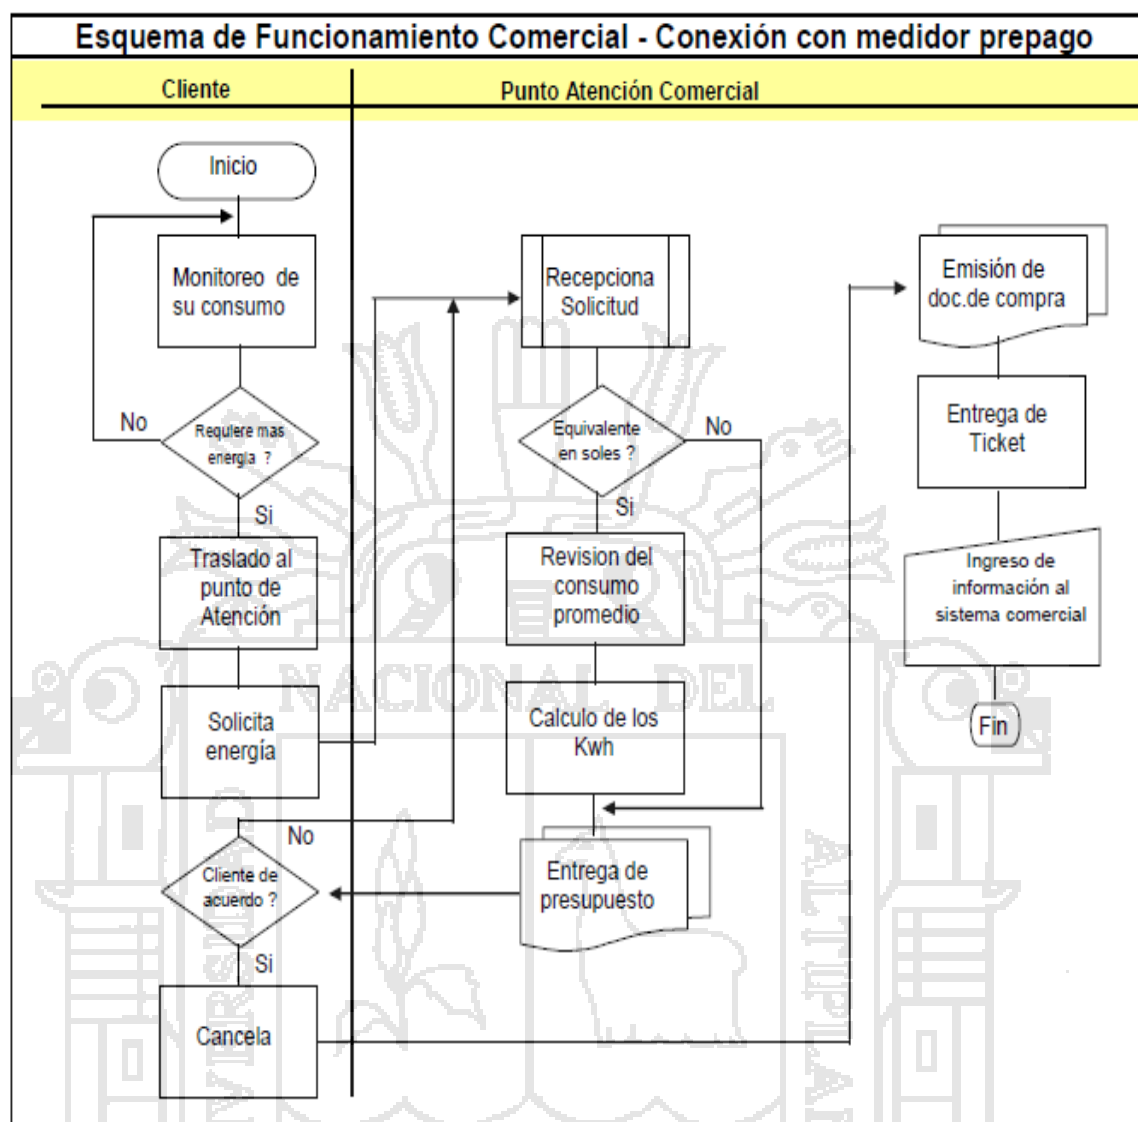 Esquema de Funcionamiento Comercial - Conexión con medidor prepago
Cliente
Punto Atención Comercial
Inicio
Monitoreo de
su consumo
No
Requiere mas
energía ?
Si
Traslado al
punto de
Atención
Solicita
energía
No
Cliente de
acuerdo ?
Si
Cancela
Recepciona
Solicitud
Equivalente
en soles ?
No
Si
Revision del
consumo
promedio
Calculo de los
Kwh
Entrega de
presupuesto
Emisión de
doc.de compra
Entrega de
Ticket
Ingreso de
información al
sistema comercial
Fin
NACIONAL DEL